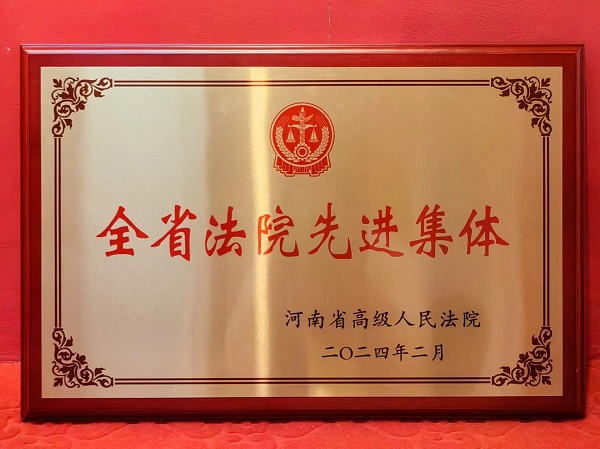 全省法院先进集体
河南省高级人民法院
二〇二四年二月